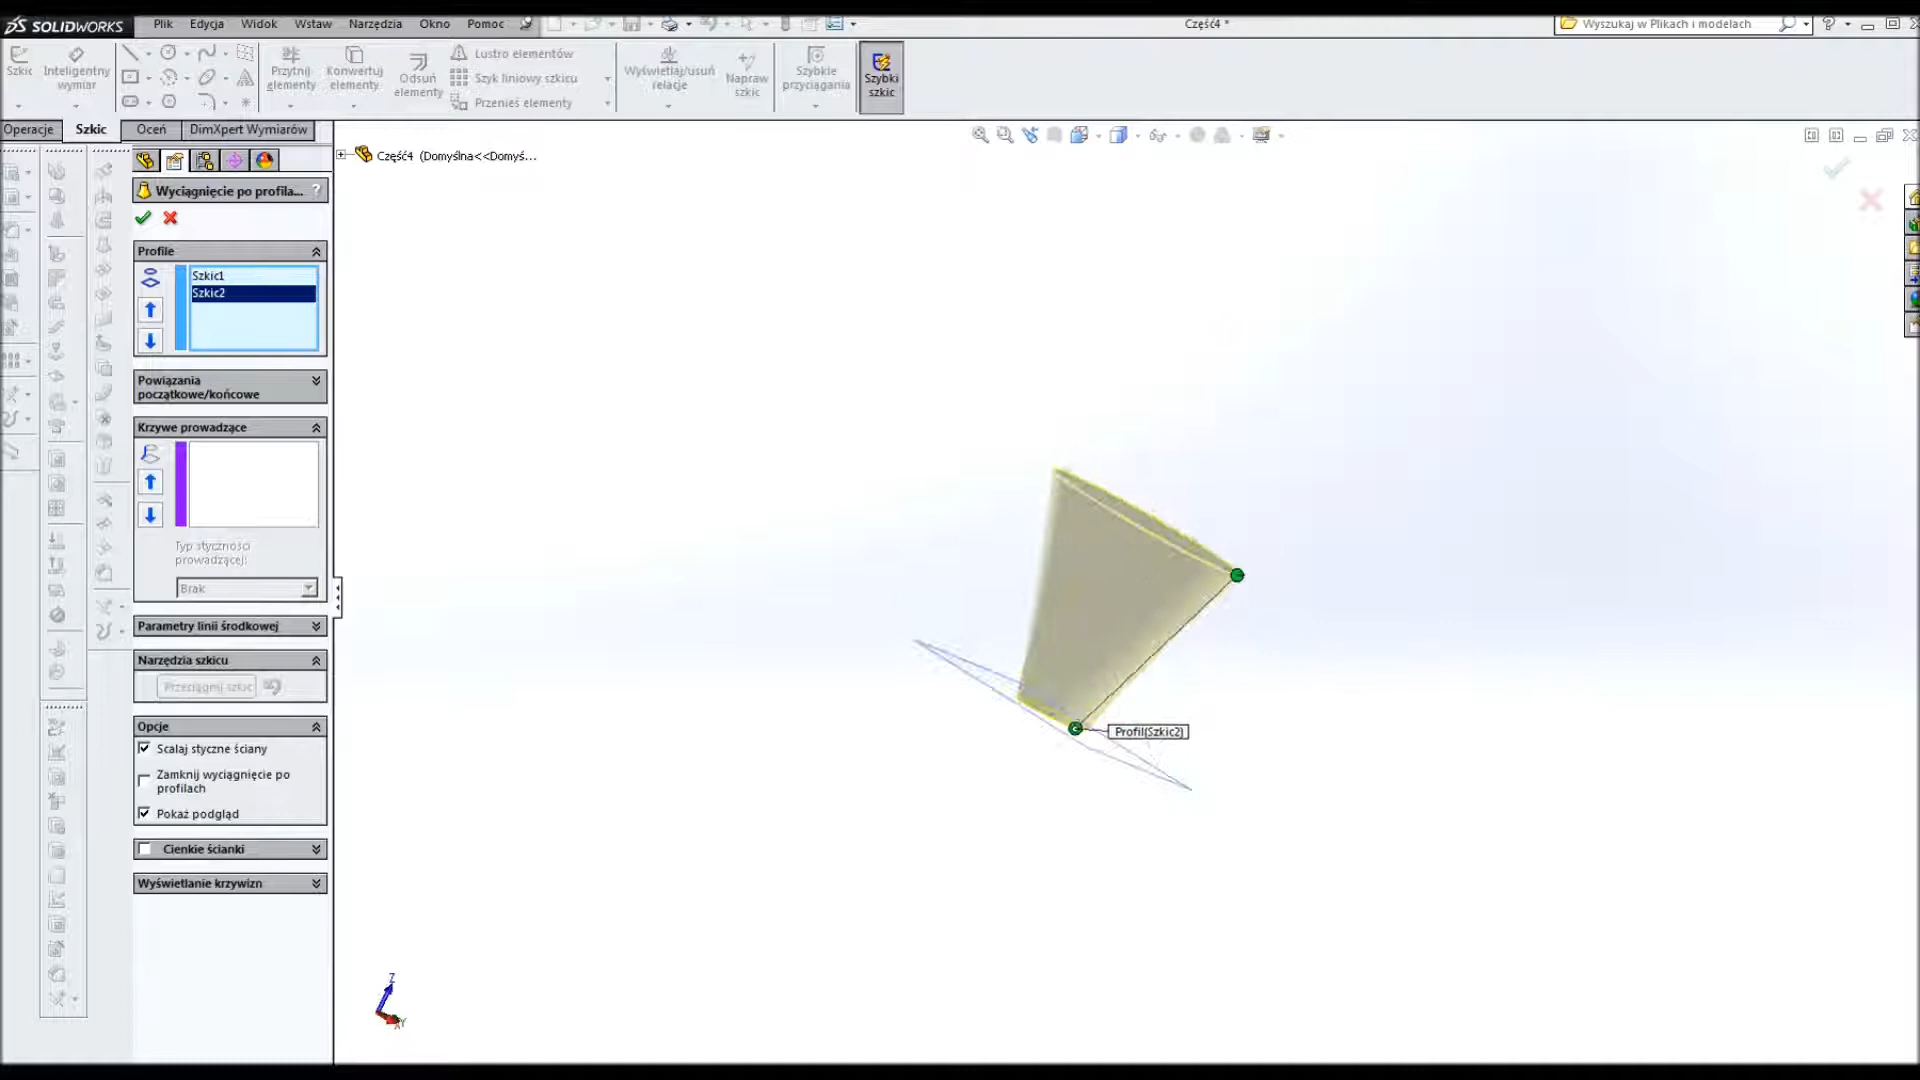 SOLIDWORKS
Plik Edycja Widok Wstaw Narzędzia Okno Pomoc
Część4 *
Wyszukaj w Plikach i modelach
Szkic
Inteligentny wymiar
Przytnij elementy
Konwertuj elementy
Odsuń elementy
Lustro elementów
Szyk liniowy szkicu
Przenieś elementy
Wyświetlaj/usuń relacje
Napraw szkic
Szybkie przyciągania
Szybki szkic
Operacje Szkic Oceń DimXpert Wymiarów
Część4 (Domyślna<<Domyś...
Wyciągnięcie po profila... ?
Profile
Szkic1
Szkic2
Powiązania
początkowe/końcowe
Krzywe prowadzące
Typ styczności
prowadzącej:
Brak
Parametry linii środkowej
Narzędzia szkicu
Przeciągnij szkic
Opcje
Scalaj styczne ściany
Zamknij wyciągnięcie po
profilach
Pokaż podgląd
Cienkie ścianki
Wyświetlanie krzywizn
Profil(Szkic2)
Z